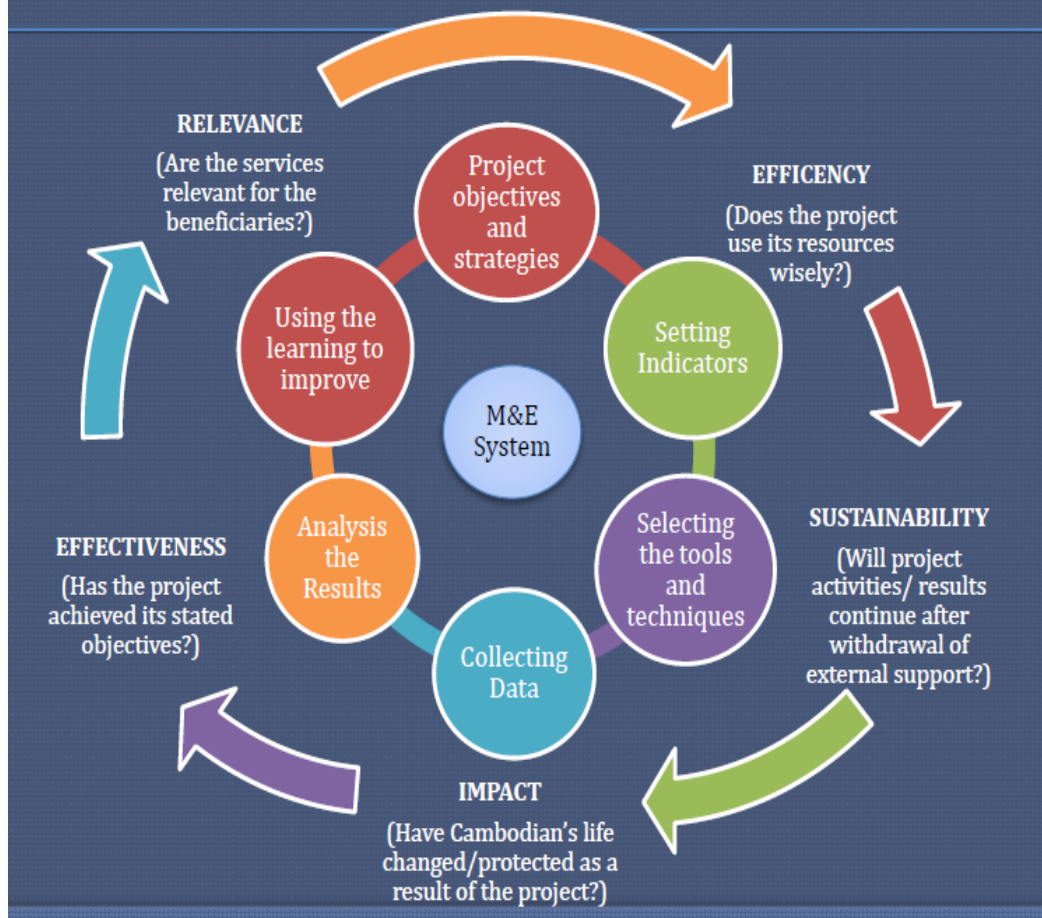 RELEVANCE
(Are the services
relevant for the
beneficiaries?)
Project
objectives
and
strategies
EFFICENCY
(Does the project
use its resources
wisely?)
Using the
learning to
improve
Setting
Indicators
M&E
System
EFFECTIVENESS
(Has the project
achieved its stated
objectives?)
Analysis
the
Results
Selecting
the tools
and
techniques
SUSTAINABILITY
(Will project
activities/ results
continue after
withdrawal of
external support?)
Collecting
Data
IMPACT
(Have Cambodian's life
changed/protected as a
result of the project?)